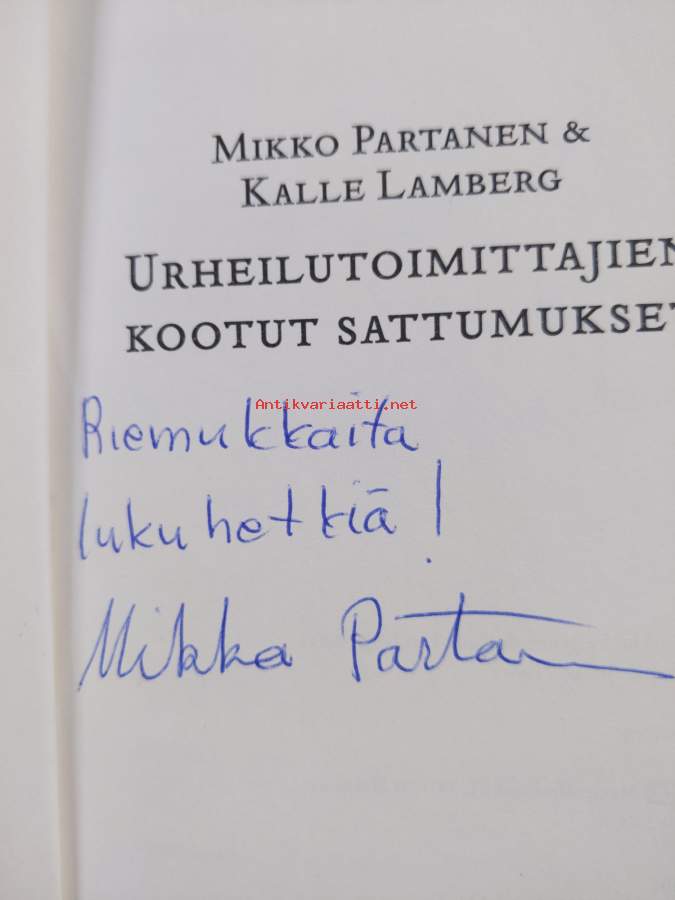 MIKKO PARTANEN &
KALLE LAMBERG
URHEILUTOIMITTAJIEN
KOOTUT SATTUMUKSET
Antikvariaatti.net
Riemukkaita
lukuhetkiä!
Mikko Partanen